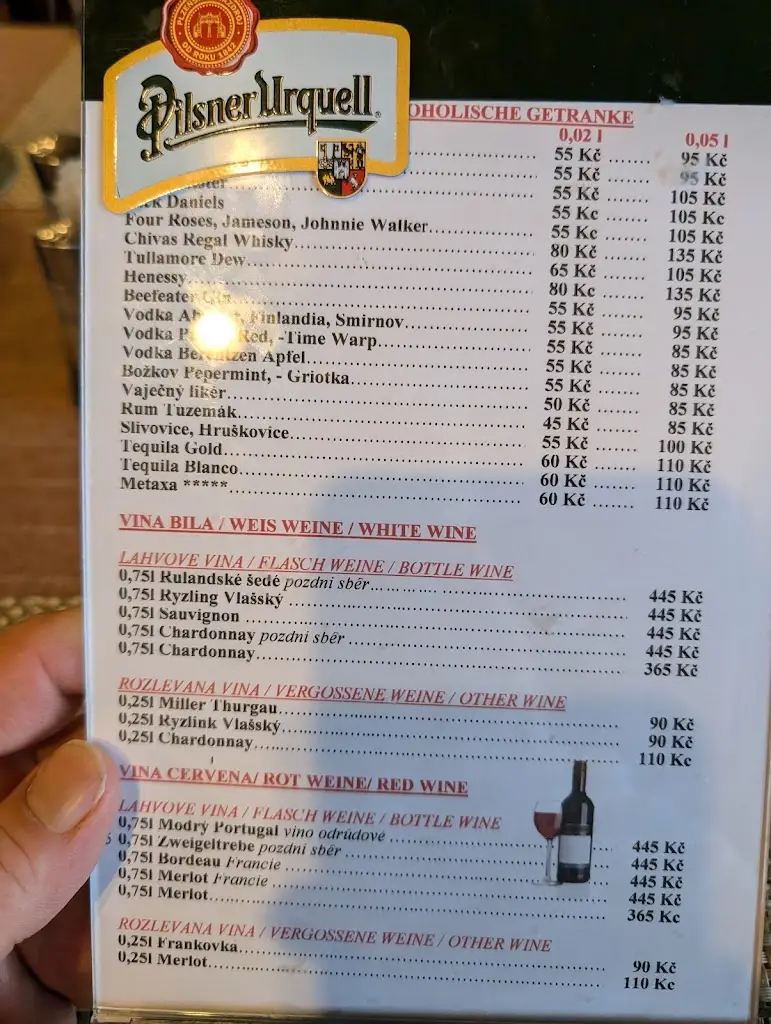 PLZEŇSKÝ PRAZDROJ
OD ROKU 1842
Pilsner Urquell
OHOLISCHE GETRANKE
0,02 l 0,05 l
55 Kč ....... 95 Kč
55 Kč ....... 95 Kč
55 Kč ....... 105 Kč
Daniels 55 Kc ....... 105 Kc
Four Roses, Jameson, Johnnie Walker 55 Kc ....... 105 Kč
Chivas Regal Whisky 80 Kč ....... 135 Kč
Tullamore Dew 65 Kč ....... 105 Kč
Henessy 80 Kc ....... 135 Kč
Beefeater 55 Kč ....... 95 Kč
Vodka Finlandia, Smirnov 55 Kč ....... 95 Kč
Vodka Red, -Time Warp 55 Kč ....... 85 Kč
Vodka Berentzen Apfel 55 Kč ....... 85 Kč
Božkov Pepermint, - Griotka 55 Kč ....... 85 Kč
Vaječný likér 50 Kč ....... 85 Kč
Rum Tuzemák 45 Kč ....... 85 Kč
Slivovice, Hruškovice 55 Kč ....... 100 Kč
Tequila Gold 60 Kč ....... 110 Kč
Tequila Blanco 60 Kč ....... 110 Kč
Metaxa ***** 60 Kč ....... 110 Kč
VINA BILA / WEIS WEINE / WHITE WINE
LAHVOVE VINA / FLASCH WEINE / BOTTLE WINE
0,75l Rulandské šedé pozdni sběr 445 Kč
0,75l Ryzling Vlašský 445 Kč
0,75l Sauvignon 445 Kč
0,75l Chardonnay pozdni sběr 445 Kč
0,75l Chardonnay 365 Kč
ROZLEVANA VINA / VERGOSSENE WEINE / OTHER WINE
0,25l Miller Thurgau 90 Kč
0,25l Ryzlink Vlašský 90 Kč
0,25l Chardonnay 110 Kc
VINA CERVENA/ ROT WEINE/ RED WINE
LAHVOVE VINA / FLASCH WEINE / BOTTLE WINE
0,75l Modrý Portugal vino odrůdové 445 Kč
0,75l Zweigeltrebe pozdni sběr 445 Kč
0,75l Bordeau Francie 445 Kč
0,75l Merlot Francie 445 Kč
0,75l Merlot 365 Kc
ROZLEVANA VINA / VERGOSSENE WEINE / OTHER WINE
0,25l Frankovka 90 Kč
0,25l Merlot 110 Kc